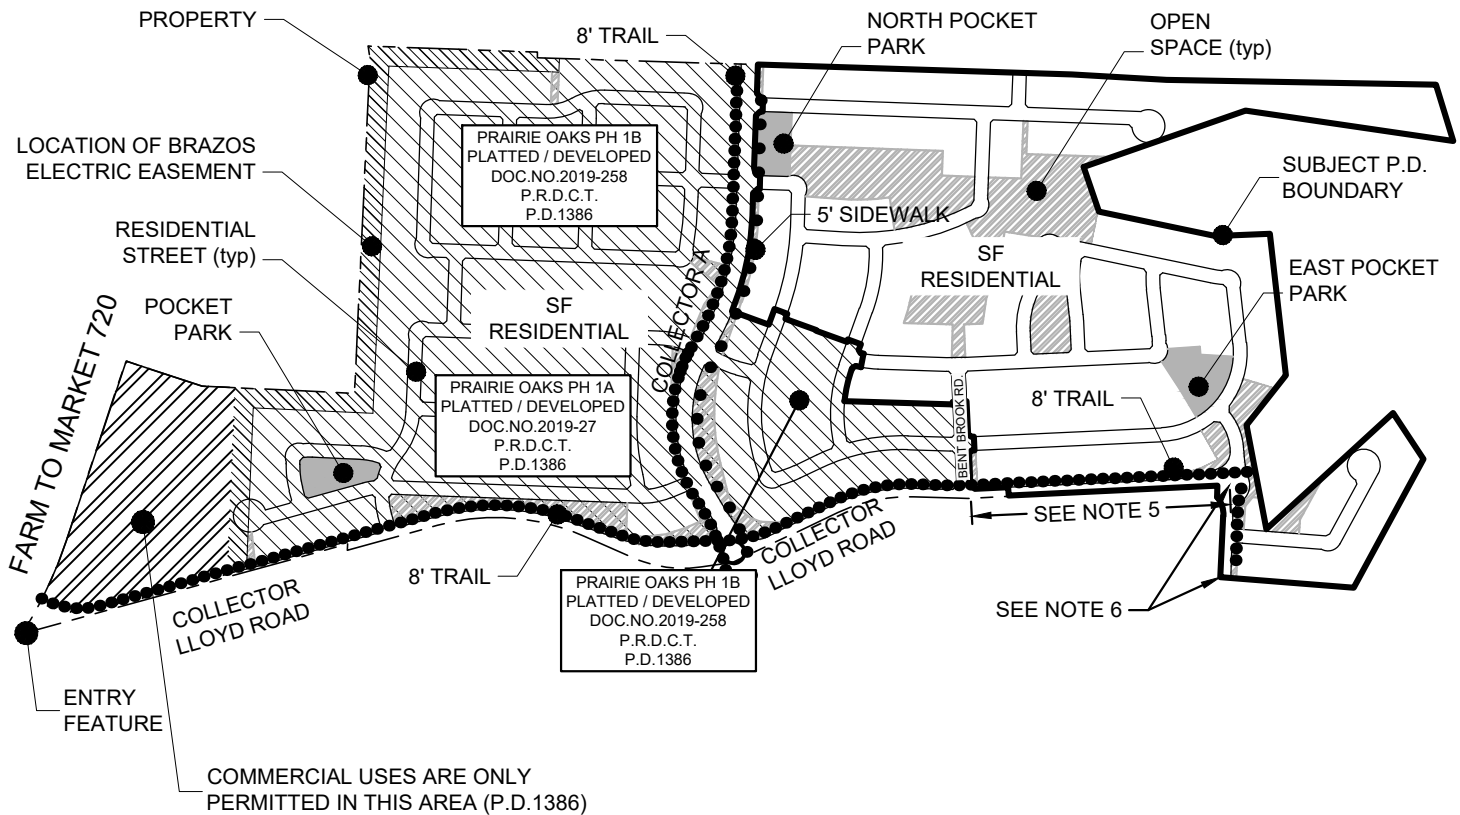 PROPERTY
8' TRAIL
NORTH POCKET
PARK
OPEN
SPACE (typ)
LOCATION OF BRAZOS
ELECTRIC EASEMENT
PRAIRIE OAKS PH 1B
PLATTED / DEVELOPED
DOC.NO.2019-258
P.R.D.C.T.
P.D.1386
SUBJECT P.D.
BOUNDARY
RESIDENTIAL
STREET (typ)
5' SIDEWALK
SF
RESIDENTIAL
EAST POCKET
PARK
POCKET
PARK
SF
RESIDENTIAL
COLLECTOR A
FARM TO MARKET 720
PRAIRIE OAKS PH 1A
PLATTED / DEVELOPED
DOC.NO.2019-27
P.R.D.C.T.
P.D.1386
BENT BROOK RD.
8' TRAIL
SEE NOTE 5
COLLECTOR
LLOYD ROAD
8' TRAIL
COLLECTOR
LLOYD ROAD
PRAIRIE OAKS PH 1B
PLATTED / DEVELOPED
DOC.NO.2019-258
P.R.D.C.T.
P.D.1386
SEE NOTE 6
ENTRY
FEATURE
COMMERCIAL USES ARE ONLY
PERMITTED IN THIS AREA (P.D.1386)